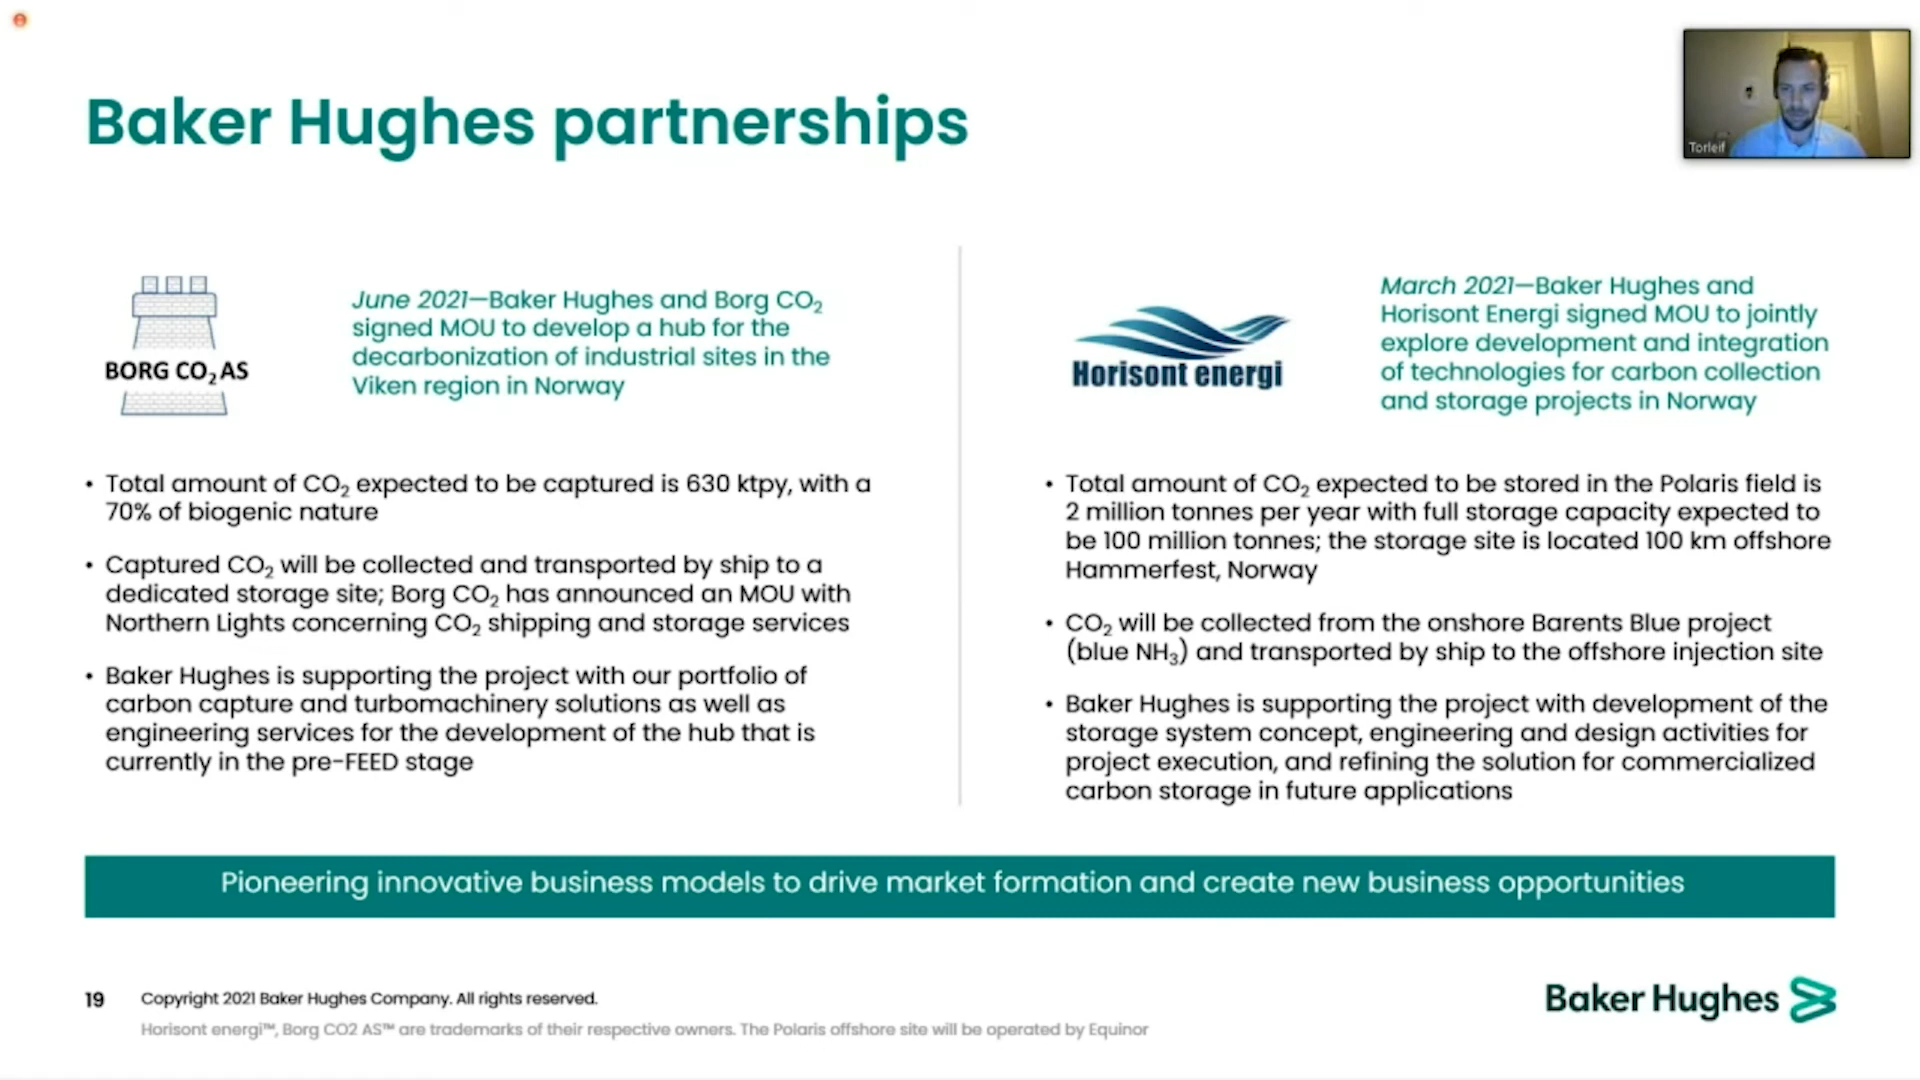 Baker Hughes partnerships
Torleif
BORG CO₂ AS
June 2021—Baker Hughes and Borg CO₂
signed MOU to develop a hub for the
decarbonization of industrial sites in the
Viken region in Norway
• Total amount of CO₂ expected to be captured is 630 ktpy, with a
70% of biogenic nature
• Captured CO₂ will be collected and transported by ship to a
dedicated storage site; Borg CO₂ has announced an MOU with
Northern Lights concerning CO₂ shipping and storage services
• Baker Hughes is supporting the project with our portfolio of
carbon capture and turbomachinery solutions as well as
engineering services for the development of the hub that is
currently in the pre-FEED stage
Horisont energi
March 2021—Baker Hughes and
Horisont Energi signed MOU to jointly
explore development and integration
of technologies for carbon collection
and storage projects in Norway
• Total amount of CO₂ expected to be stored in the Polaris field is
2 million tonnes per year with full storage capacity expected to
be 100 million tonnes; the storage site is located 100 km offshore
Hammerfest, Norway
• CO₂ will be collected from the onshore Barents Blue project
(blue NH₃) and transported by ship to the offshore injection site
• Baker Hughes is supporting the project with development of the
storage system concept, engineering and design activities for
project execution, and refining the solution for commercialized
carbon storage in future applications
Pioneering innovative business models to drive market formation and create new business opportunities
19 Copyright 2021 Baker Hughes Company. All rights reserved.
Horisont energi™, Borg CO2 AS™ are trademarks of their respective owners. The Polaris offshore site will be operated by Equinor
Baker Hughes